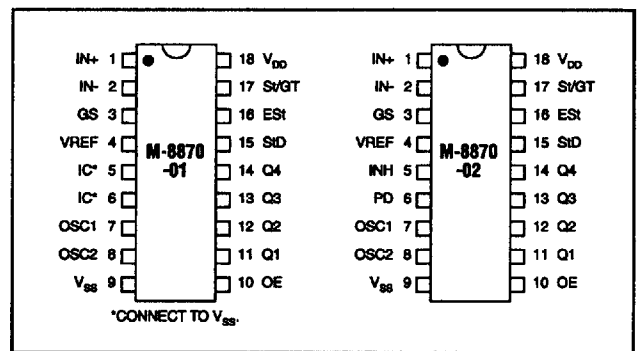 IN+ 1 18 VDD IN+ 1 18 VDD
IN- 2 17 St/GT IN- 2 17 St/GT
GS 3 16 ESt GS 3 16 ESt
VREF 4 15 StD VREF 4 15 StD
M-8870 M-8870
IC* 5 14 Q4 INH 5 14 Q4
-01 -02
IC* 6 13 Q3 PD 6 13 Q3
OSC1 7 12 Q2 OSC1 7 12 Q2
OSC2 8 11 Q1 OSC2 8 11 Q1
VSS 9 10 OE VSS 9 10 OE
*CONNECT TO VSS.